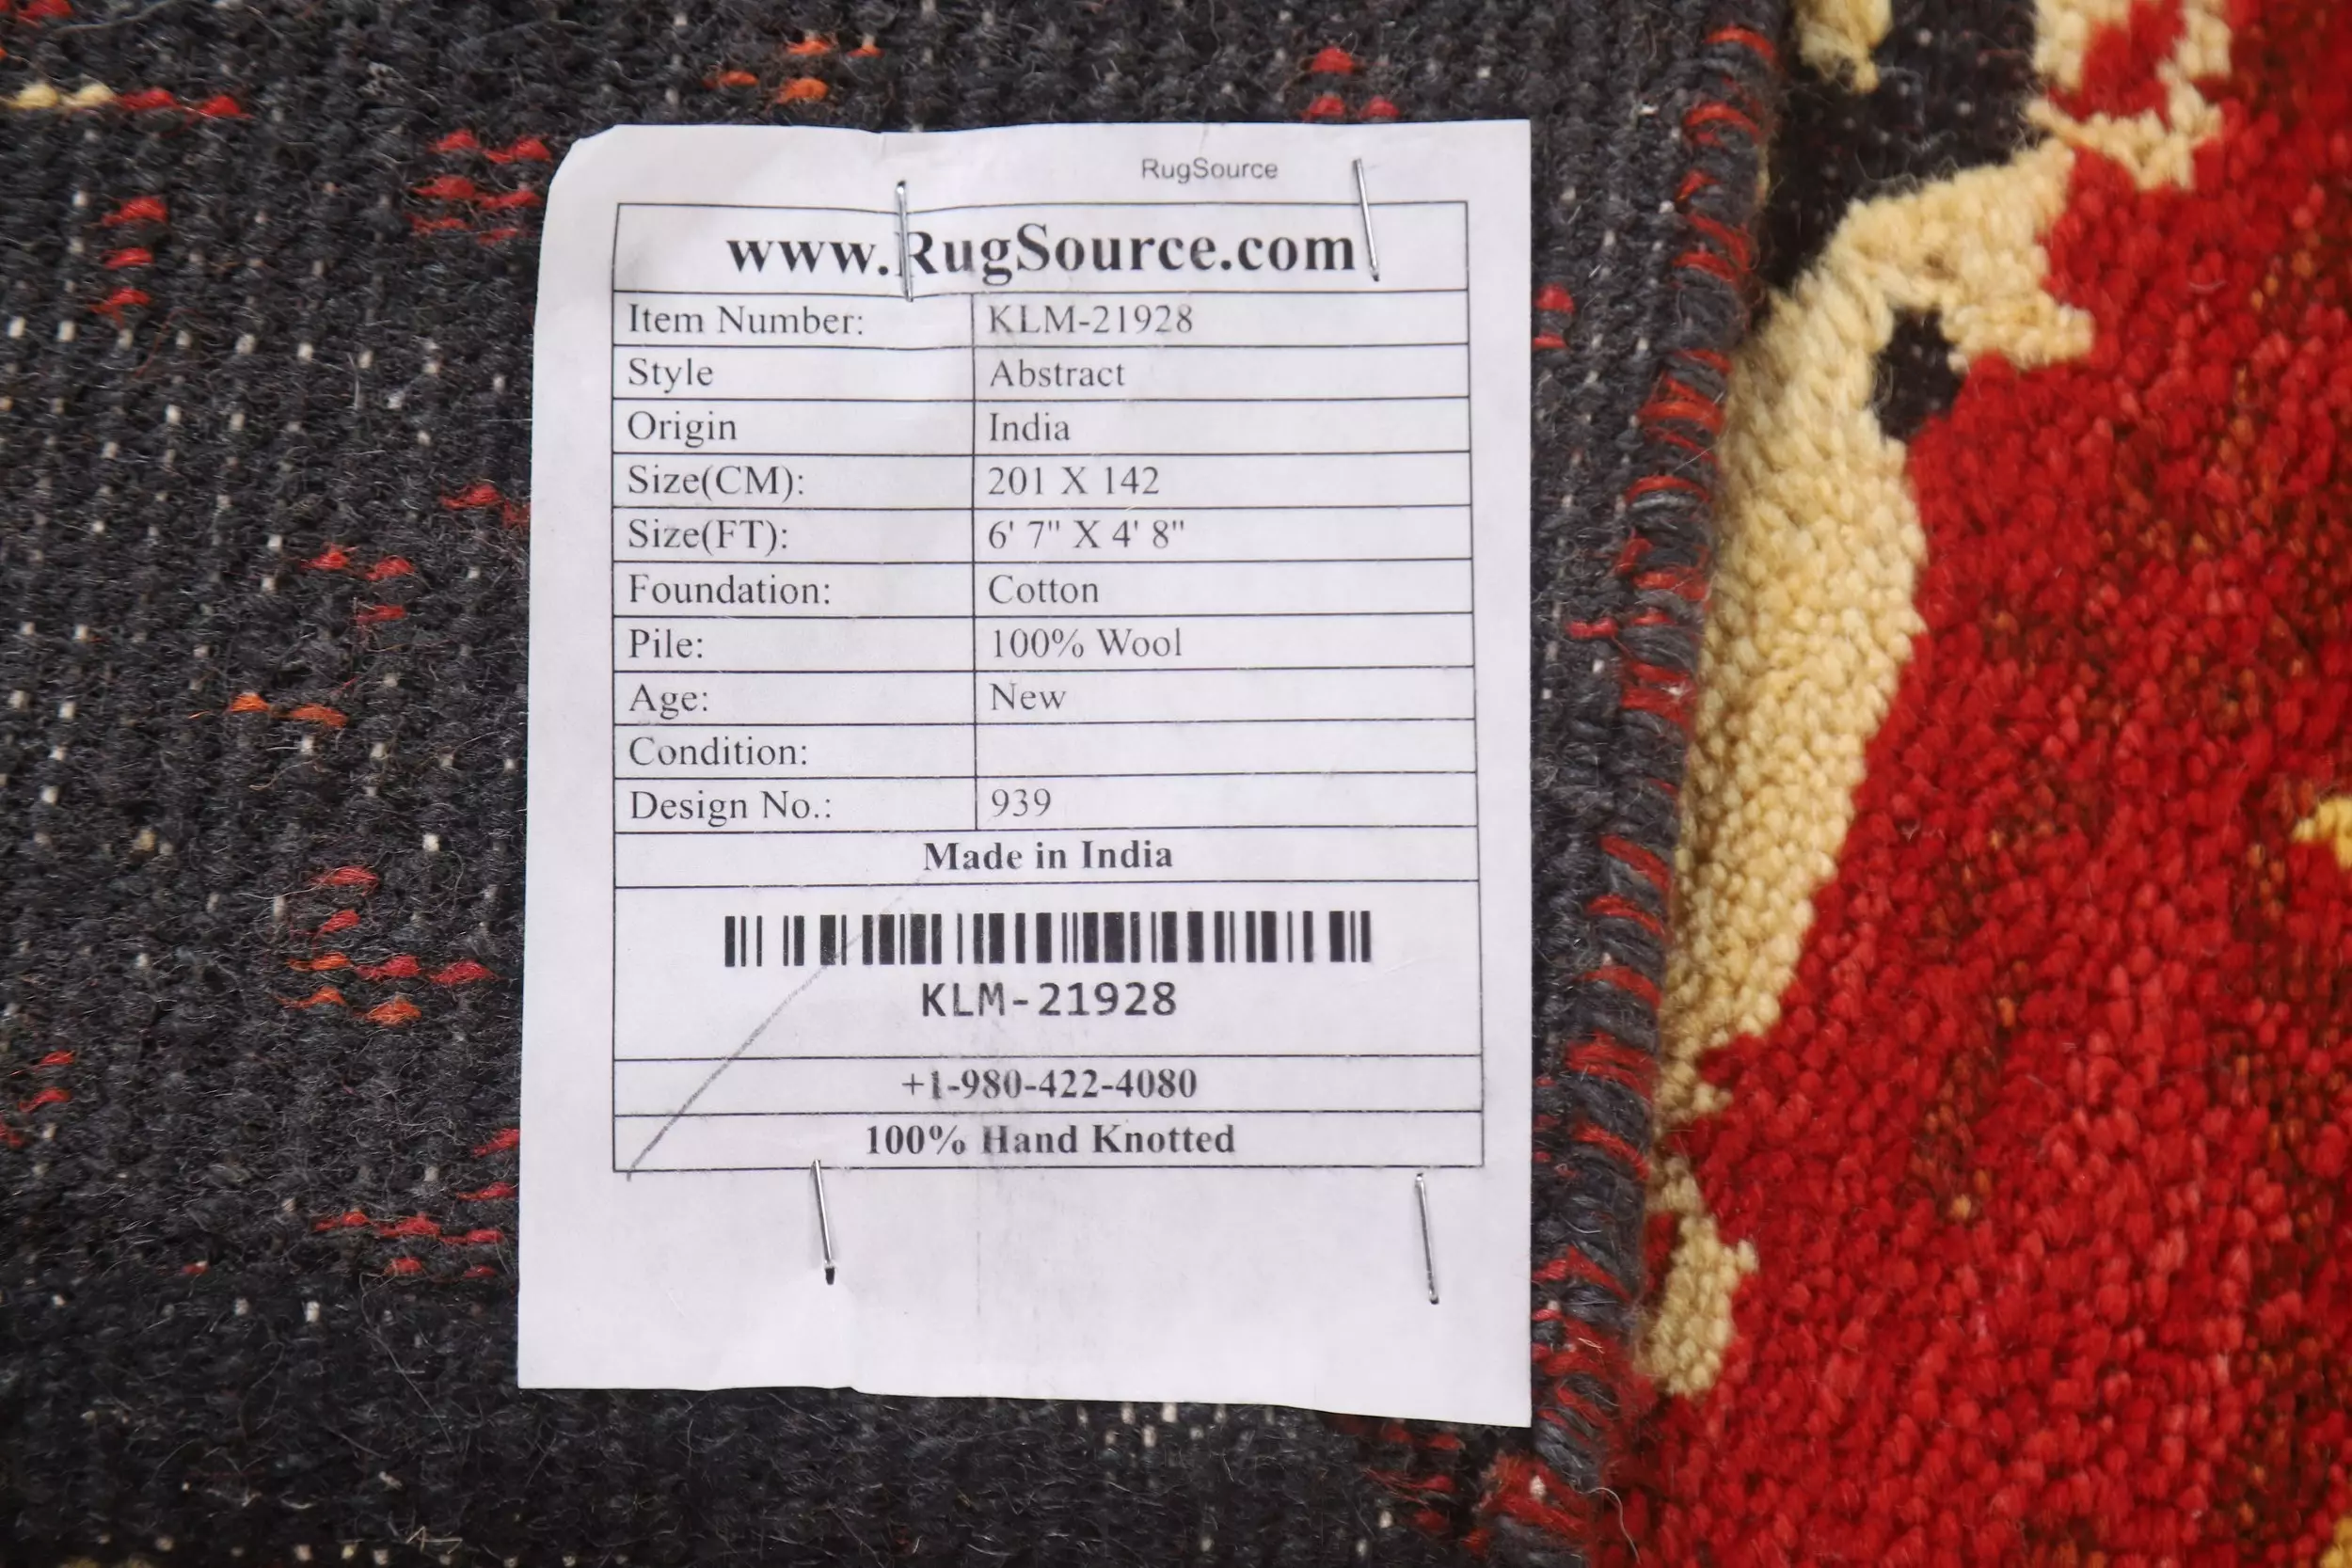 RugSource
www.RugSource.com
Item Number: KLM-21928
Style Abstract
Origin India
Size(CM): 201 X 142
Size(FT): 6' 7" X 4' 8"
Foundation: Cotton
Pile: 100% Wool
Age: New
Condition:
Design No.: 939
Made in India
KLM-21928
+1-980-422-4080
100% Hand Knotted